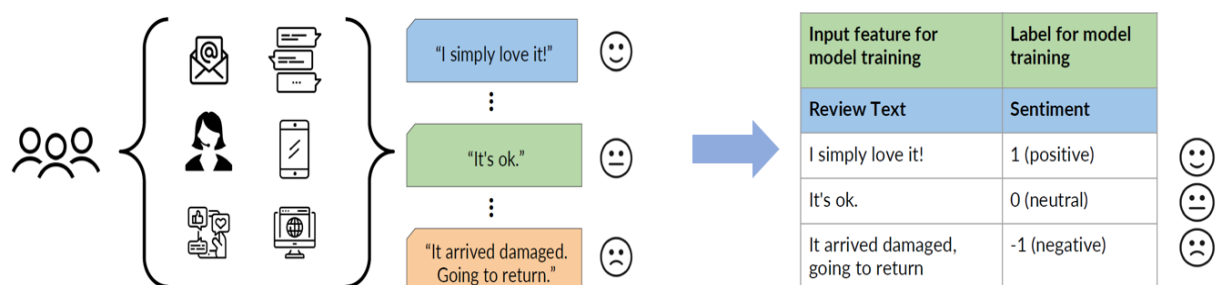 “I simply love it!”
“It's ok.”
“It arrived damaged.
Going to return.”
Input feature for
model training
Label for model
training
Review Text
Sentiment
I simply love it!
1 (positive)
It's ok.
0 (neutral)
It arrived damaged,
going to return
-1 (negative)